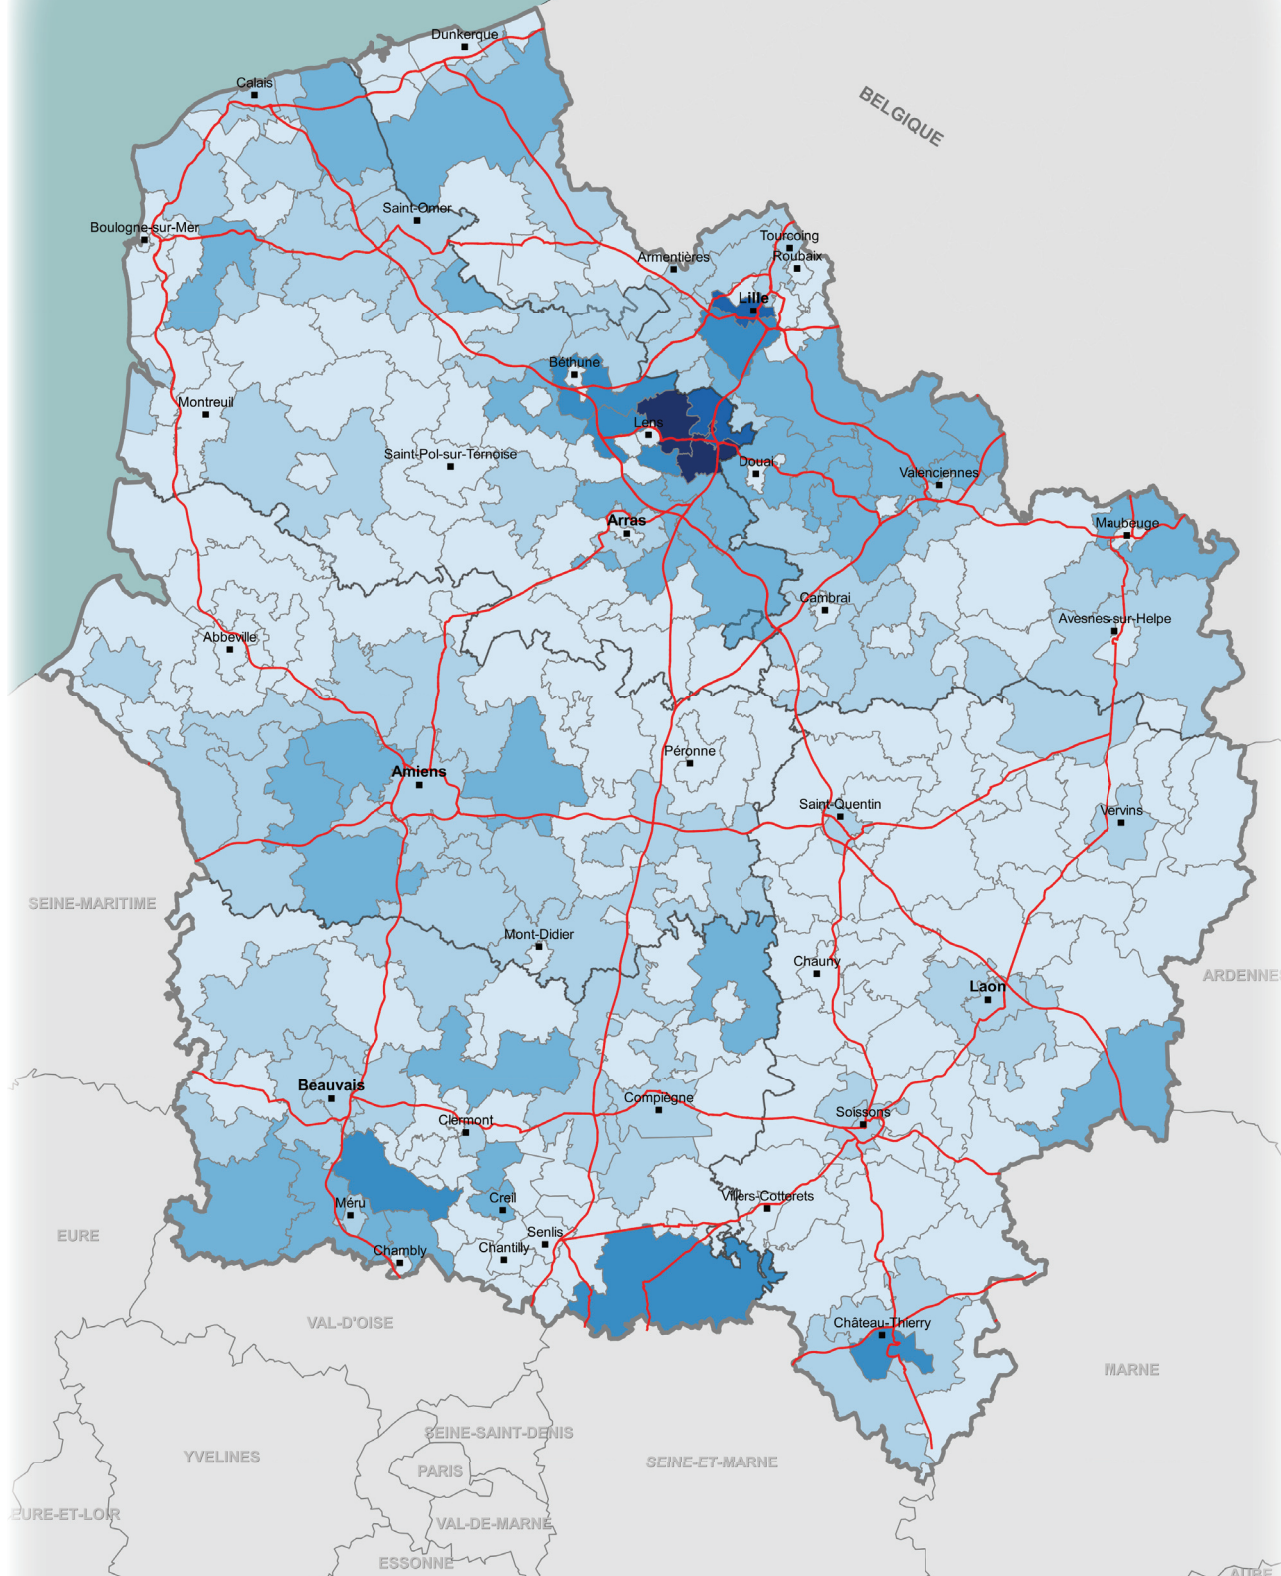 Dunkerque
Calais
BELGIQUE
Saint-Omer
Boulogne-sur-Mer
Tourcoing
Armentières
Roubaix
Lille
Béthune
Montreuil
Lens
Saint-Pol-sur-Ternoise
Douai
Valenciennes
Arras
Maubeuge
Cambrai
Avesnes-sur-Helpe
Abbeville
Péronne
Amiens
Saint-Quentin
Vervins
SEINE-MARITIME
Mont-Didier
Chauny
ARDENNE
Laon
Beauvais
Compiègne
Clermont
Soissons
Méru
Creil
Villers-Cotterets
EURE
Senlis
Chambly
Chantilly
VAL-D'OISE
Château-Thierry
MARNE
SEINE-SAINT-DENIS
YVELINES
PARIS
SEINE-ET-MARNE
EURE-ET-LOIR
VAL-DE-MARNE
ESSONNE
AUBE